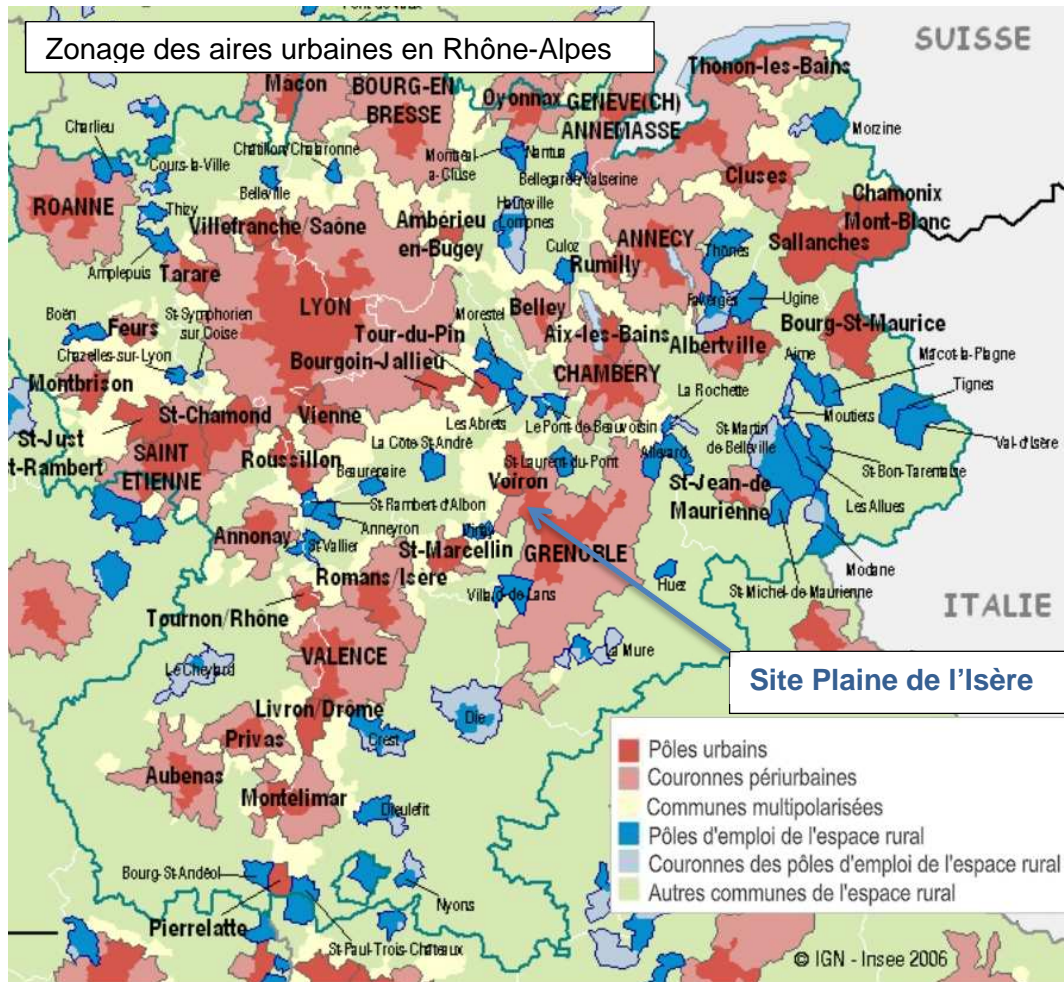 Zonage des aires urbaines en Rhône-Alpes
SUISSE
Thonon-les-Bains
Macon
BOURG-EN
BRESSE
Oyonnax
GENEVE(CH)
ANNEMASSE
Charlieu
Morzine
Cours-la-Ville
Chatillon/Chalaronne
Montréal
a-Cluse
Nantua
Belleville
Bellegarde/Valserine
Cluses
ROANNE
Thizy
Chamonix
Mont-Blanc
Villefranche/Saône
Ambérieu
en-Bugey
Hauteville
Lompnes
ANNECY
Thônes
Sallanches
Amplepuis
Tarare
Culoz
Rumilly
LYON
Boën
Feurs
St-Symphorien
sur Coise
Morestel
Belley
Faverges
Ugine
Tour-du-Pin
Aix-les-Bains
Albertville
Bourg-St-Maurice
Chazelles-sur-Lyon
Bourgoin-Jallieu
Aime
Macot-la-Plagne
Montbrison
CHAMBÉRY
Tignes
St-Chamond
Vienne
Les Abrets
La Rochette
Moutiers
St-Just
t-Rambert
SAINT
ETIENNE
La Côte St-André
Le Pont-de-Beauvoisin
St-Martin
de-Belleville
Val-d'Isère
Roussillon
Beaurepaire
St-Laurent-du-Pont
Allevard
St-Bon-Tarentaise
Voiron
St-Jean-de
Maurienne
Les Allues
St-Rambert d'Albon
Anneyron
Vinay
Annonay
St-Vallier
St-Marcellin
GRENOBLE
Modane
Romans/Isère
Huez
Villard-de-Lans
St-Michel-de-Maurienne
Tournon/Rhône
ITALIE
VALENCE
La Mure
Le Cheylard
Site Plaine de l’Isère
Livron/Drôme
Die
Privas
Crest
Aubenas
Montelimar
Dieulefit
Pôles urbains
Couronnes périurbaines
Communes multipolarisées
Pôles d'emploi de l'espace rural
Couronnes des pôles d'emploi de l'espace rural
Autres communes de l'espace rural
Bourg-St-Andéol
Nyons
Pierrelatte
St-Paul-Trois-Chateaux
© IGN - Insee 2006